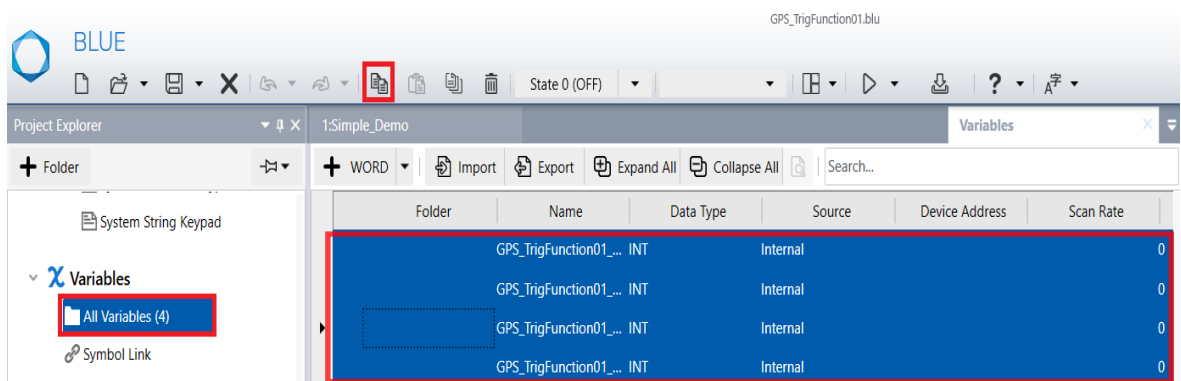 GPS_TrigFunction01.blu
BLUE
State 0 (OFF)
?
A字
Project Explorer
1:Simple_Demo
Variables
Folder
WORD
Import
Export
Expand All
Collapse All
Search...
System String Keypad
Folder Name Data Type Source Device Address Scan Rate
GPS_TrigFunction01_... INT Internal 0
Variables
GPS_TrigFunction01_... INT Internal 0
All Variables (4)
GPS_TrigFunction01_... INT Internal 0
Symbol Link
GPS_TrigFunction01_... INT Internal 0